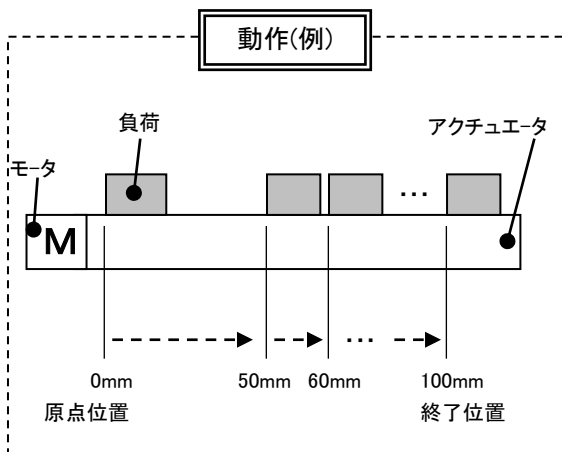 動作(例)
負荷
アクチュエータ
モータ
M
...
...
0mm
50mm
60mm
100mm
原点位置
終了位置